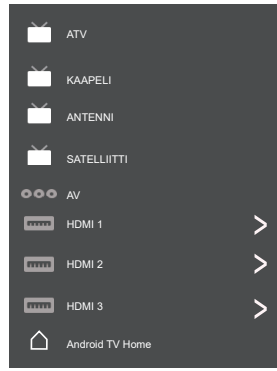 ATV
KAAPELI
ANTENNI
SATELLIITTI
AV
HDMI 1
HDMI 2
HDMI 3
Android TV Home